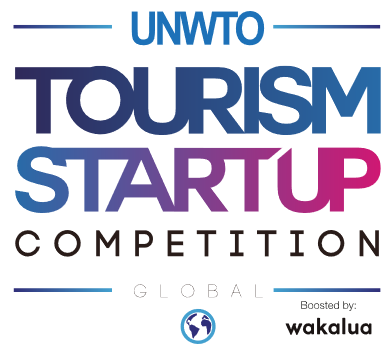 UNWTO
TOURISM
STARTUP
COMPETITION
GLOBAL
Boosted by:
wakalua